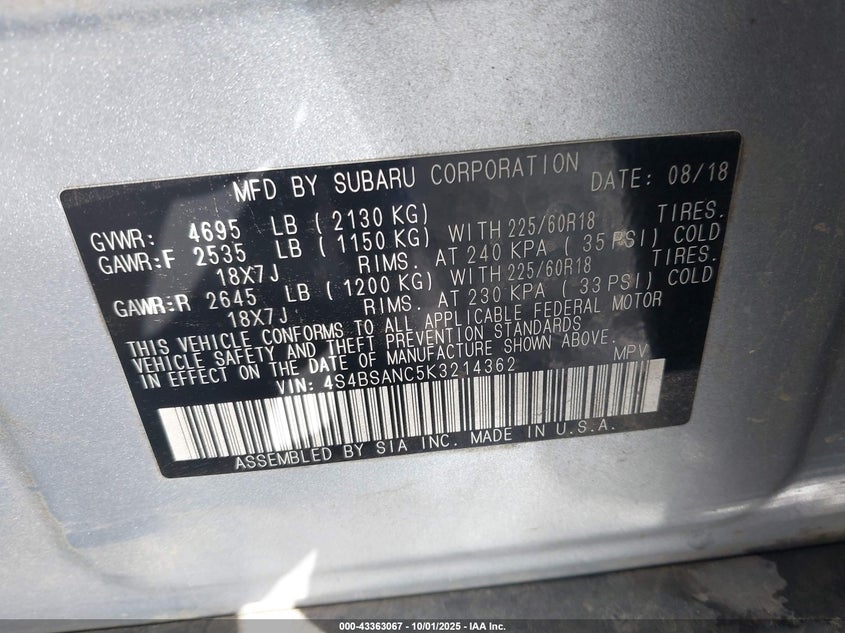 MFD BY SUBARU CORPORATION DATE: 08/18
GVWR: 4695 LB ( 2130 KG)
GAWR:F 2535 LB ( 1150 KG) WITH 225/60R18 TIRES.
18X7J RIMS. AT 240 KPA ( 35 PSI) COLD
GAWR:R 2645 LB ( 1200 KG) WITH 225/60R18 TIRES.
18X7J RIMS. AT 230 KPA ( 33 PSI) COLD
THIS VEHICLE CONFORMS TO ALL APPLICABLE FEDERAL MOTOR
VEHICLE SAFETY AND THEFT PREVENTION STANDARDS
IN EFFECT ON THE DATE OF MANUFACTURE SHOWN ABOVE.
VIN: 4S4BSANC5K3214362 MPV
ASSEMBLED BY SIA INC. MADE IN U.S.A.
000-43363067 - 10/01/2025 - IAA Inc.